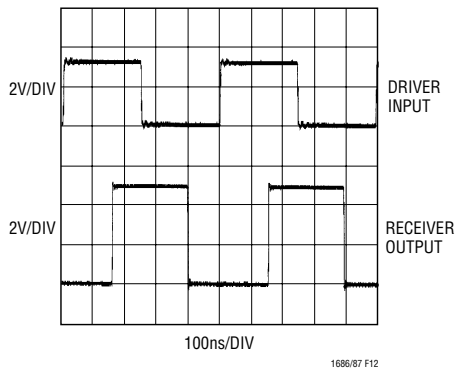 2V/DIV
DRIVER
INPUT
2V/DIV
RECEIVER
OUTPUT
100ns/DIV
1686/87 F12